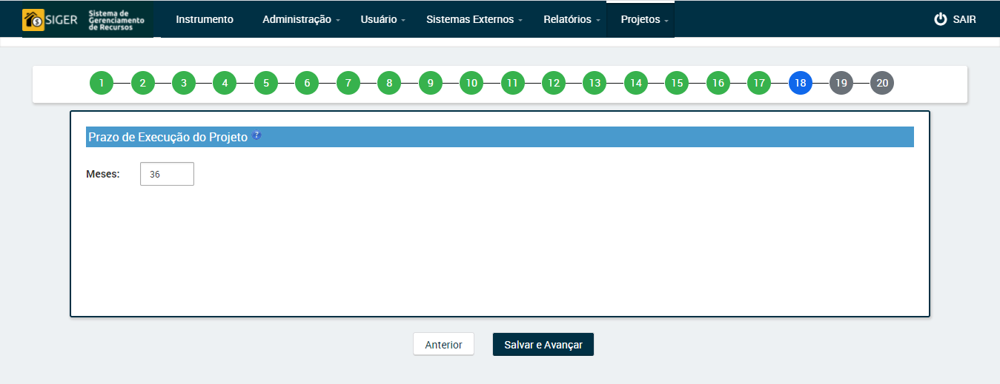 SIGER
Sistema de
Gerenciamento
de Recursos
Instrumento
Administração
Usuário
Sistemas Externos
Relatórios
Projetos
SAIR
1 2 3 4 5 6 7 8 9 10 11 12 13 14 15 16 17 18 19 20
Prazo de Execução do Projeto ?
Meses: 36
Anterior
Salvar e Avançar